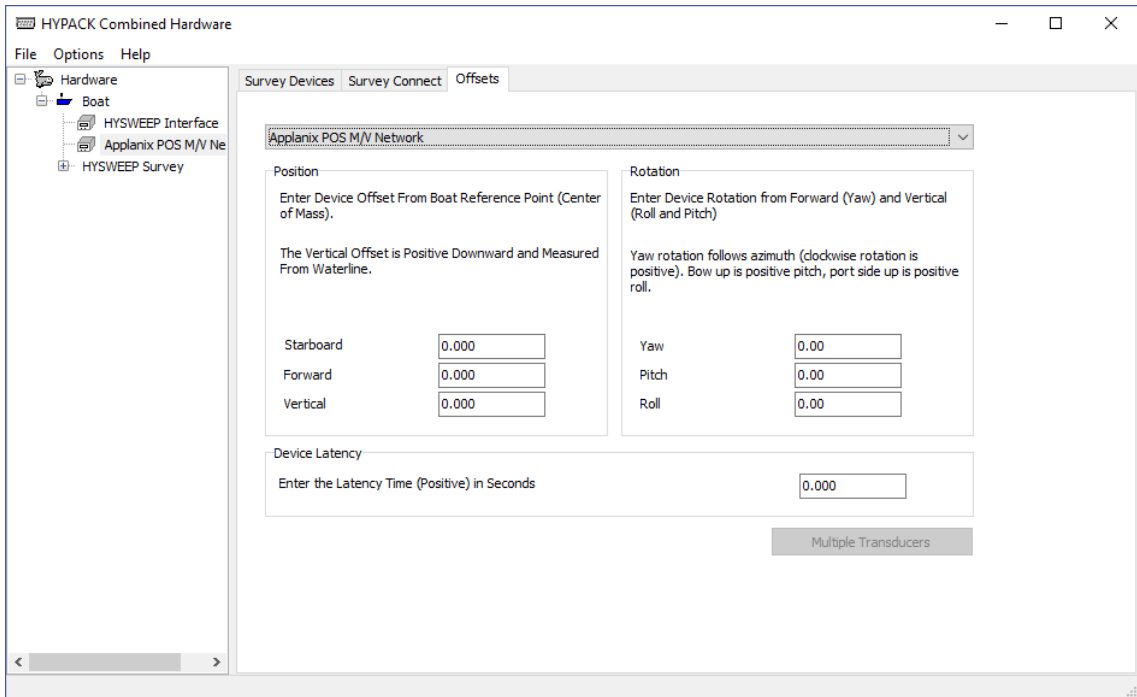 HYPACK Combined Hardware
File Options Help
Hardware
Boat
HYSWEEP Interface
Applanix POS M/V Ne
HYSWEEP Survey
Survey Devices Survey Connect Offsets
Applanix POS M/V Network
Position
Enter Device Offset From Boat Reference Point (Center
of Mass).
The Vertical Offset is Positive Downward and Measured
From Waterline.
Starboard 0.000
Forward 0.000
Vertical 0.000
Rotation
Enter Device Rotation from Forward (Yaw) and Vertical
(Roll and Pitch)
Yaw rotation follows azimuth (clockwise rotation is
positive). Bow up is positive pitch, port side up is positive
roll.
Yaw 0.00
Pitch 0.00
Roll 0.00
Device Latency
Enter the Latency Time (Positive) in Seconds 0.000
Multiple Transducers